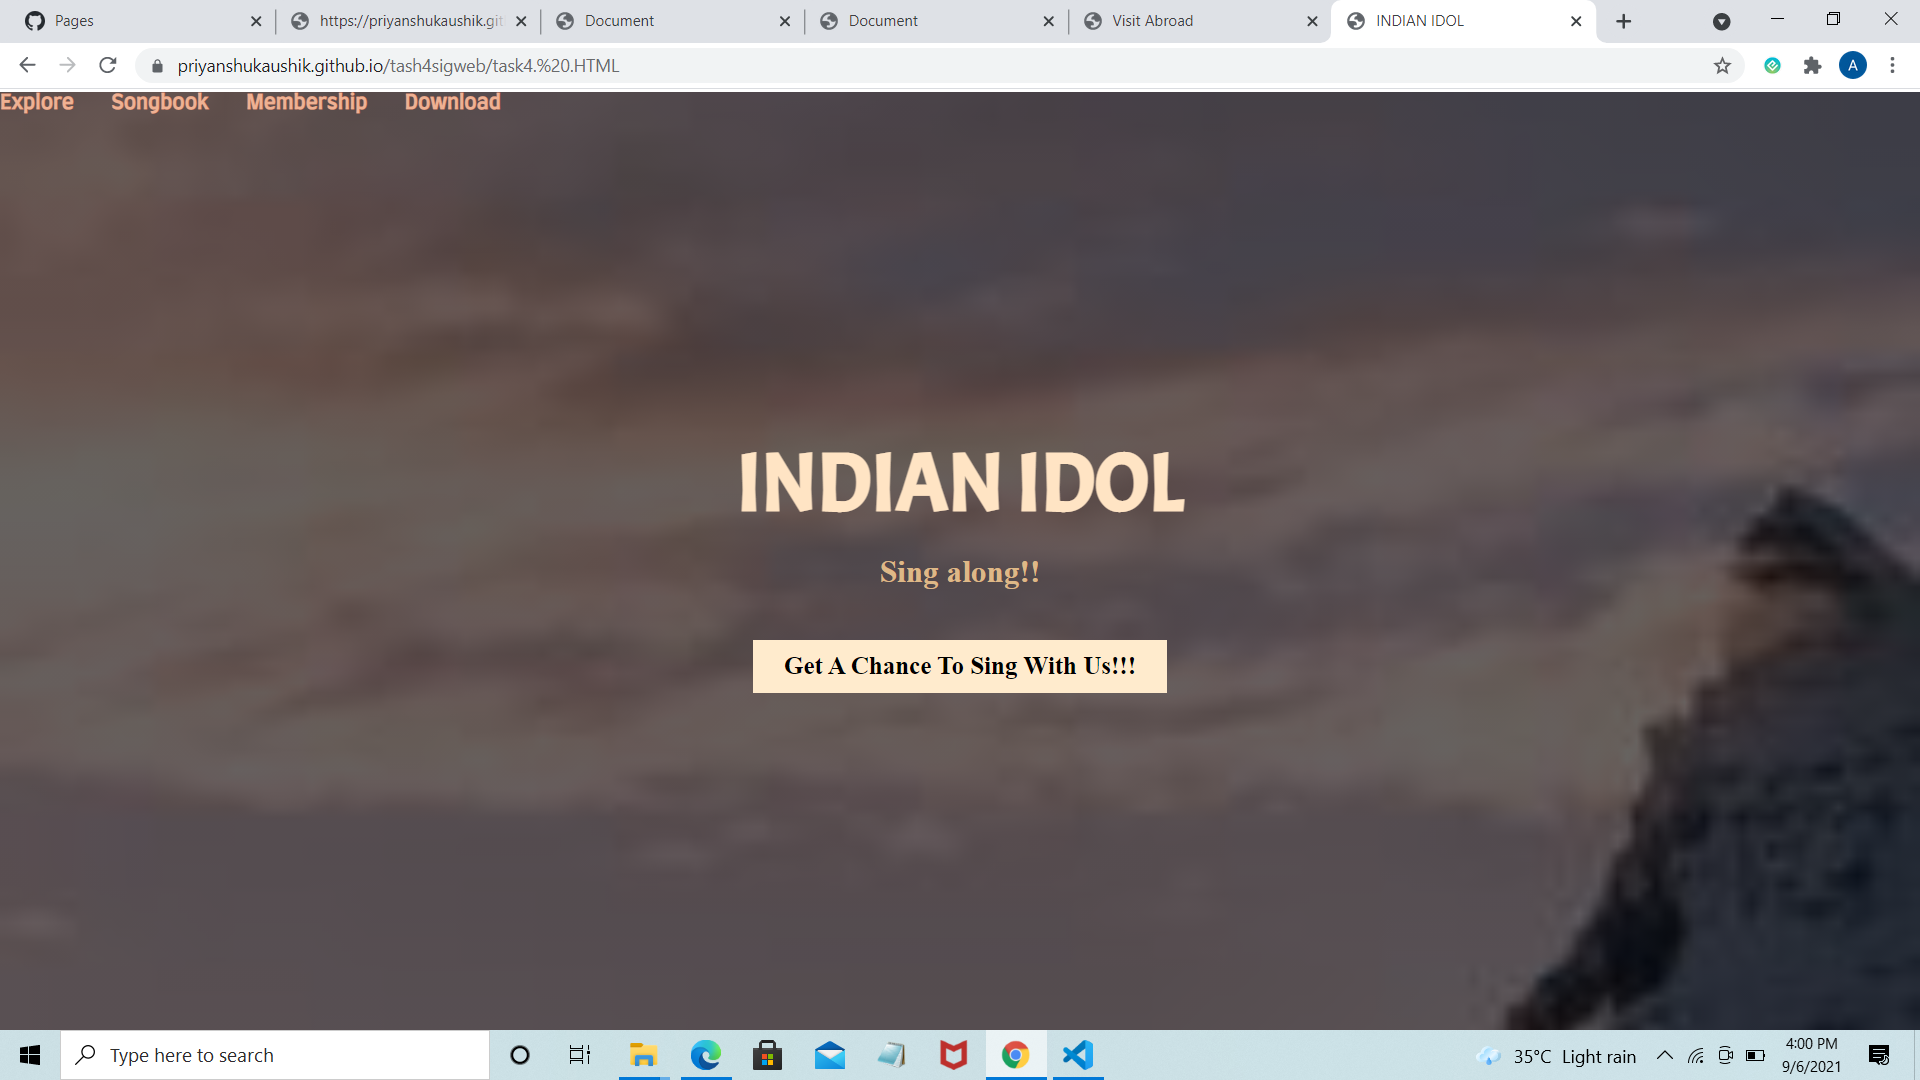 Pages
https://priyanshukaushik.git
Document
Document
Visit Abroad
INDIAN IDOL
priyanshukaushik.github.io/tash4sigweb/task4.%20.HTML
A
Explore Songbook Membership Download
INDIAN IDOL
Sing along!!
Get A Chance To Sing With Us!!!
Type here to search
35°C Light rain
4:00 PM
9/6/2021